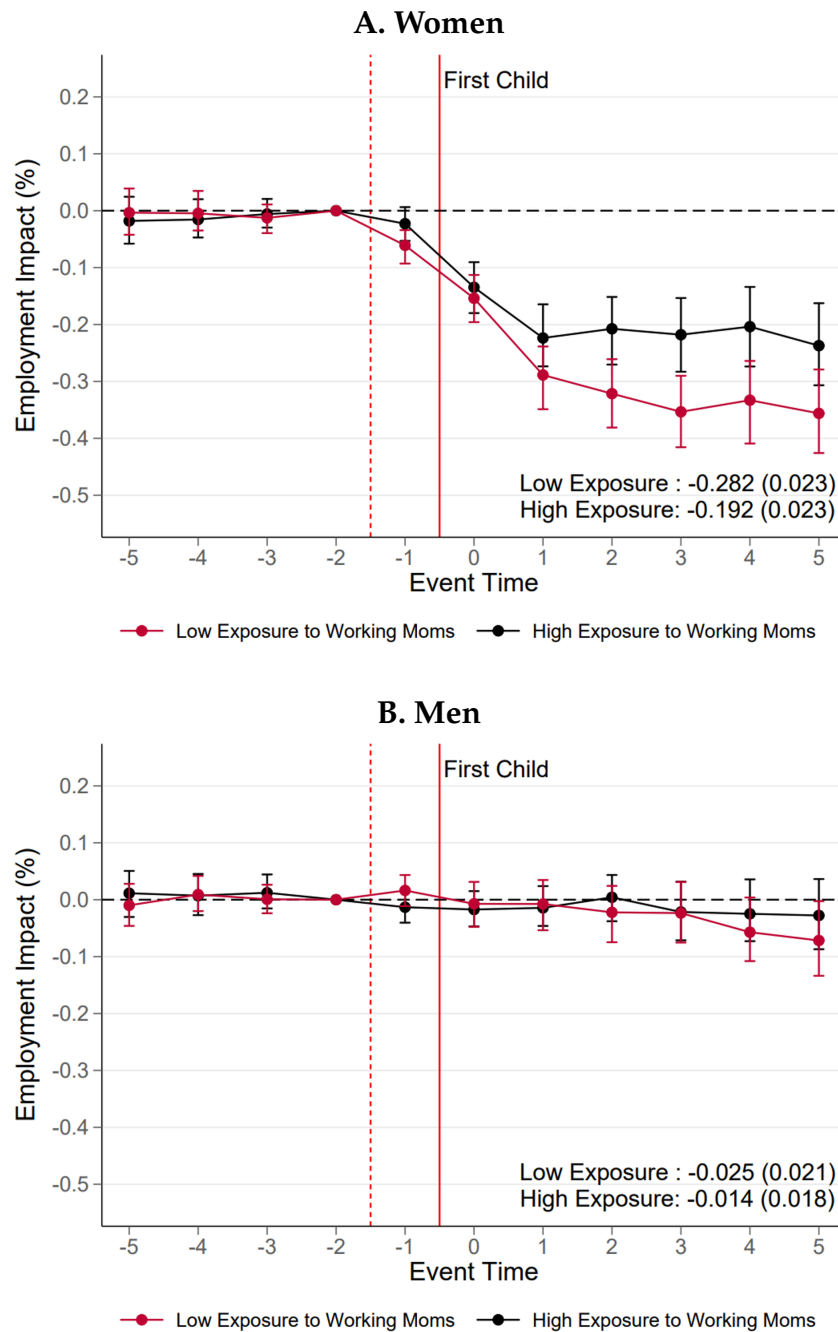 A. Women
First Child
Employment Impact (%)
0.2
0.1
0.0
-0.1
-0.2
-0.3
-0.4
-0.5
Low Exposure : -0.282 (0.023)
High Exposure: -0.192 (0.023)
-5 -4 -3 -2 -1 0 1 2 3 4 5
Event Time
Low Exposure to Working Moms High Exposure to Working Moms
B. Men
First Child
Employment Impact (%)
0.2
0.1
0.0
-0.1
-0.2
-0.3
-0.4
-0.5
Low Exposure : -0.025 (0.021)
High Exposure: -0.014 (0.018)
-5 -4 -3 -2 -1 0 1 2 3 4 5
Event Time
Low Exposure to Working Moms High Exposure to Working Moms